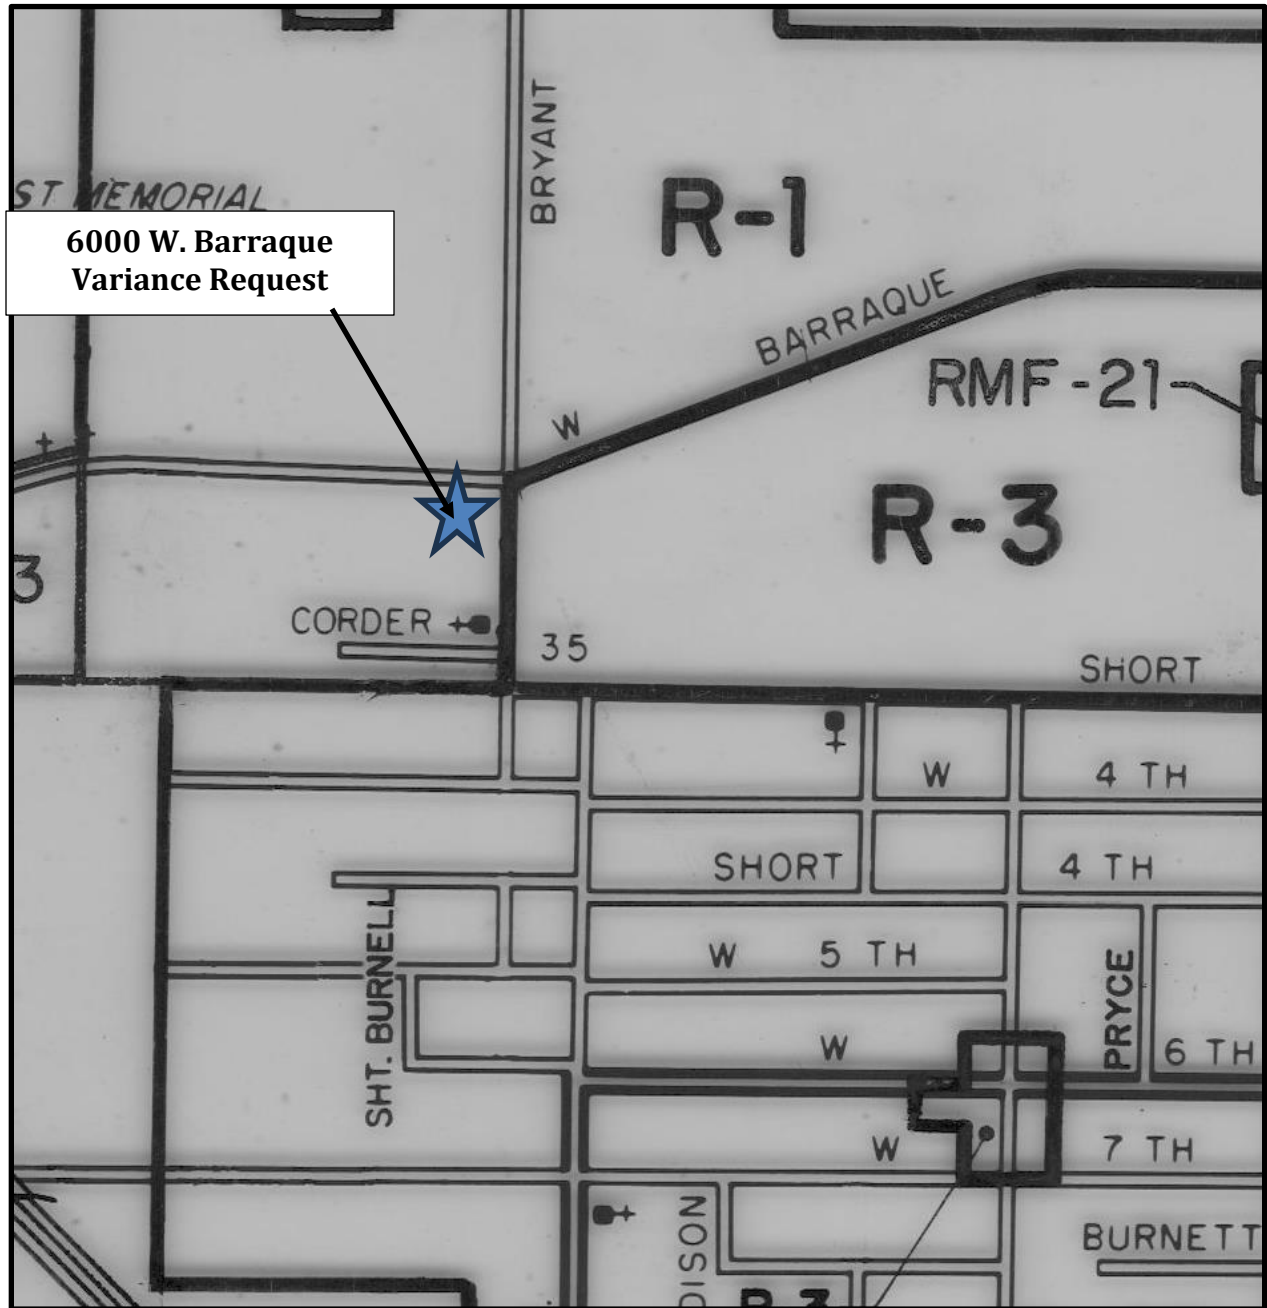 BRYANT
R-1
ST MEMORIAL
6000 W. Barraque
Variance Request
BARRAQUE
RMF-21
W
R-3
3
CORDER
35
SHORT
W 4 TH
SHORT 4 TH
SHT. BURNELL
W 5 TH
PRYCE
W 6 TH
W 7 TH
DISON
BURNETT
R-3